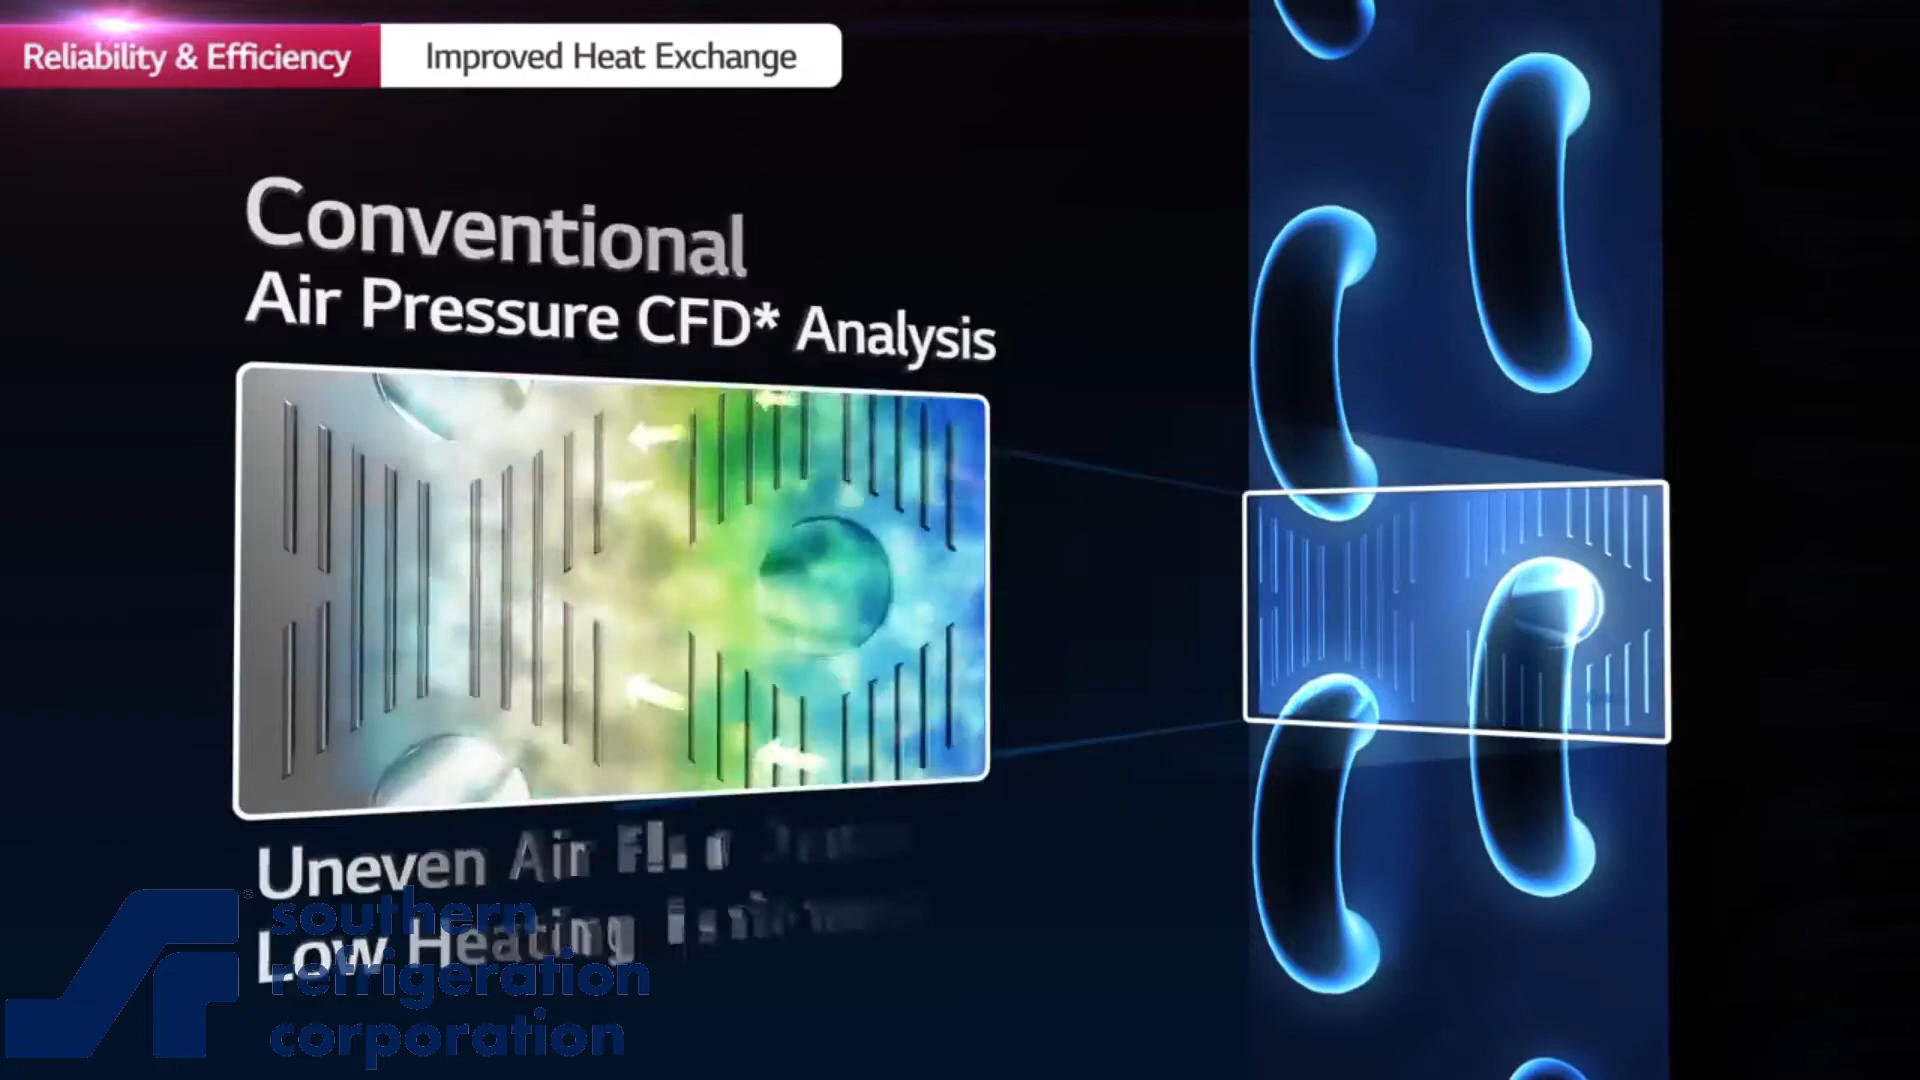 Reliability & Efficiency
Improved Heat Exchange
Conventional
Air Pressure CFD* Analysis
Uneven Air
Low Heating
southern
refrigeration
corporation